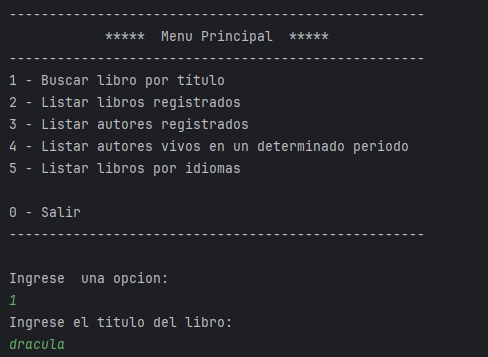 ----------------------------------------------------
***** Menu Principal *****
----------------------------------------------------
1 - Buscar libro por titulo
2 - Listar libros registrados
3 - Listar autores registrados
4 - Listar autores vivos en un determinado periodo
5 - Listar libros por idiomas
0 - Salir
----------------------------------------------------
Ingrese  una opcion:
1
Ingrese el titulo del libro:
dracula